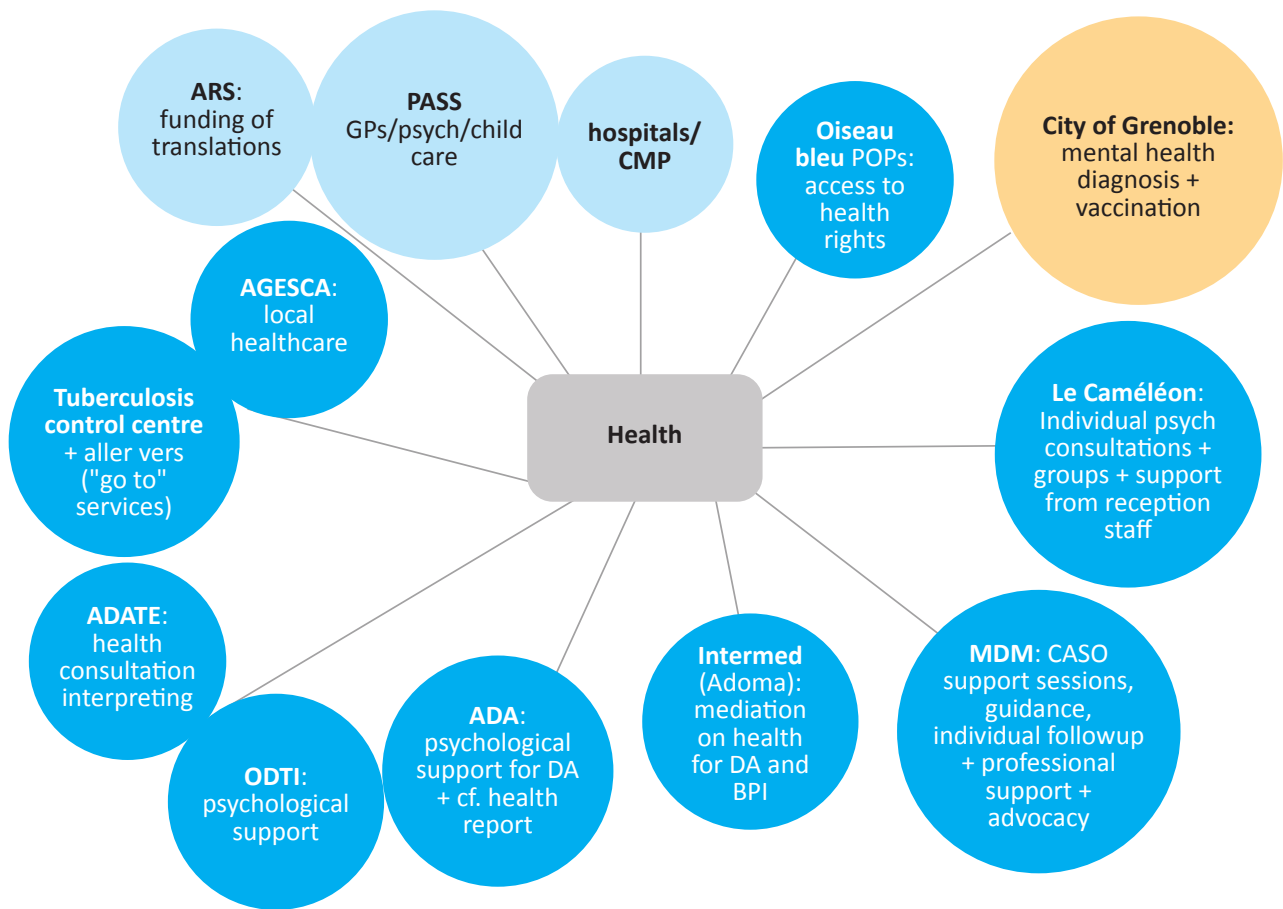 ARS:
funding of
translations
PASS
GPs/psych/child
care
hospitals/
CMP
Oiseau
bleu POPs:
access to
health
rights
City of Grenoble:
mental health
diagnosis +
vaccination
AGESCA:
local
healthcare
Tuberculosis
control centre
+ aller vers
("go to"
services)
Health
Le Caméléon:
Individual psych
consultations +
groups + support
from reception
staff
ADATE:
health
consultation
interpreting
ODTI:
psychological
support
ADA:
psychological
support for DA
+ cf. health
report
Intermed
(Adoma):
mediation
on health
for DA and
BPI
MDM: CASO
support sessions,
guidance,
individual followup
+ professional
support +
advocacy